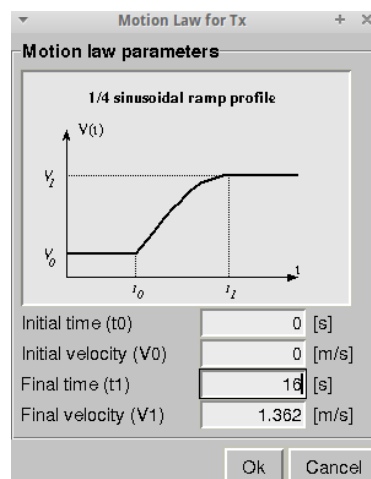 Motion Law for Tx
Motion law parameters
1/4 sinusoidal ramp profile
V(t)
V1
V0
t
t0 t1
Initial time (t0) 0 [s]
Initial velocity (V0) 0 [m/s]
Final time (t1) 16 [s]
Final velocity (V1) 1.362 [m/s]
Ok Cancel